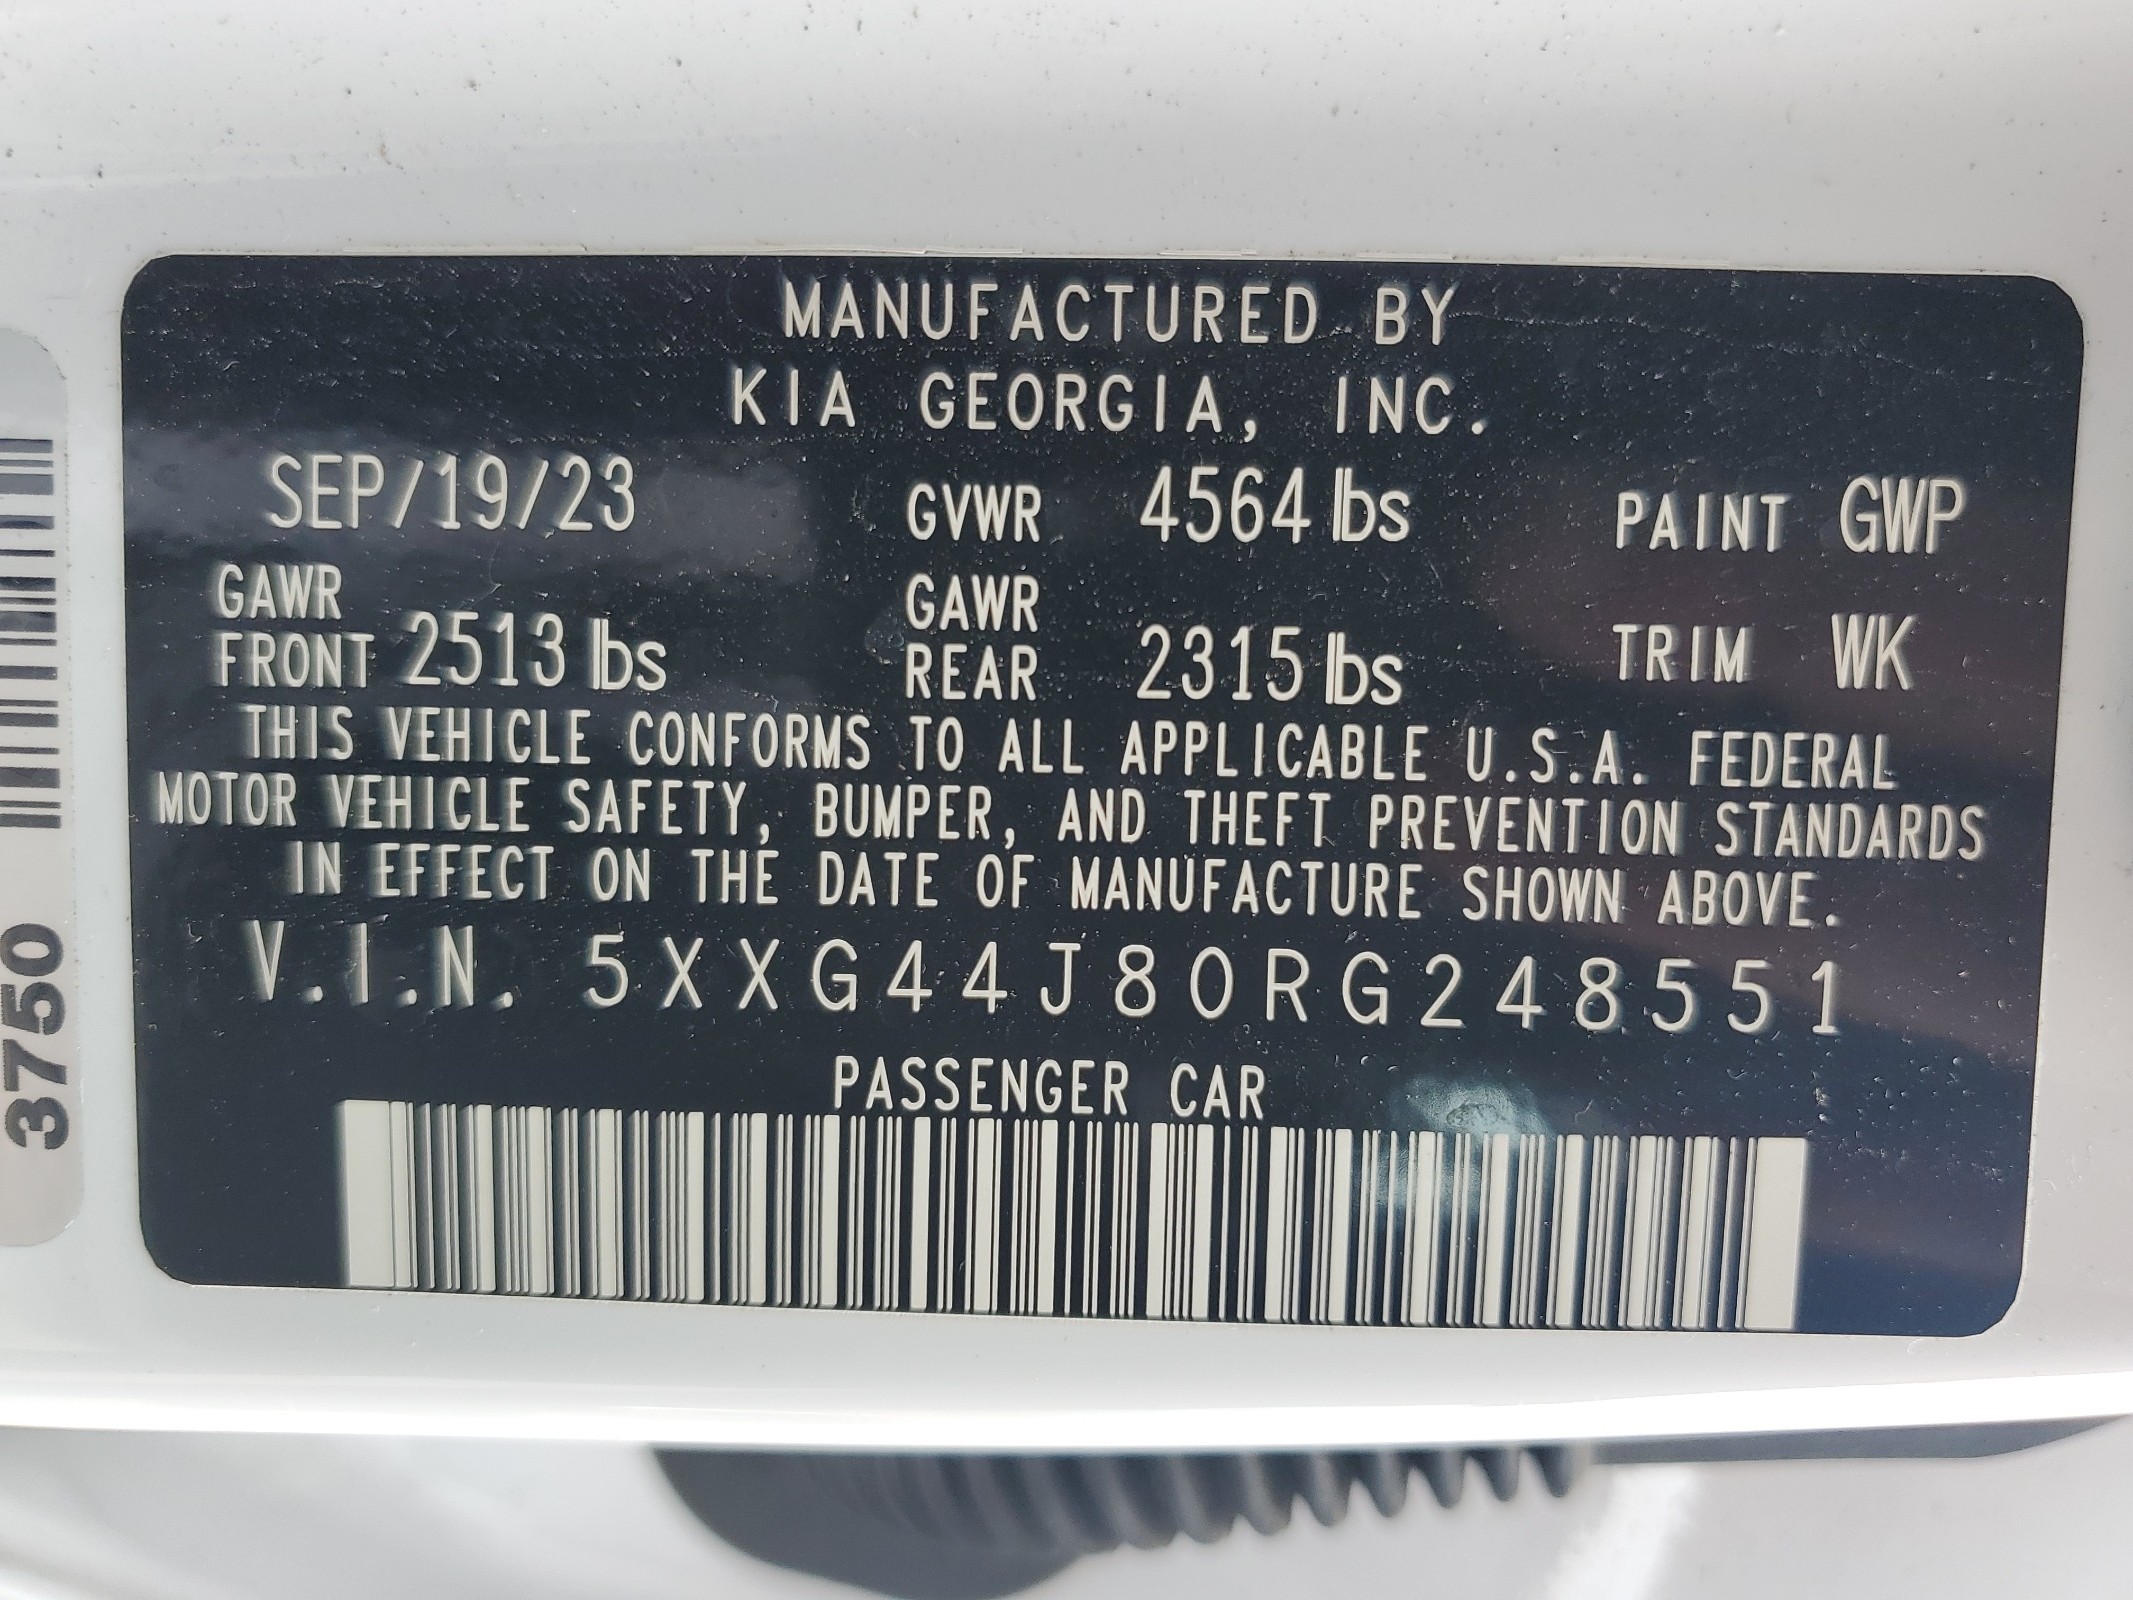 MANUFACTURED BY
KIA GEORGIA, INC.
SEP/19/23 GVWR 4564 lbs PAINT GWP
GAWR FRONT 2513 lbs GAWR REAR 2315 lbs TRIM WK
THIS VEHICLE CONFORMS TO ALL APPLICABLE U.S.A. FEDERAL
MOTOR VEHICLE SAFETY, BUMPER, AND THEFT PREVENTION STANDARDS
IN EFFECT ON THE DATE OF MANUFACTURE SHOWN ABOVE.
V.I.N. 5XXG44J80RG248551
PASSENGER CAR
3750